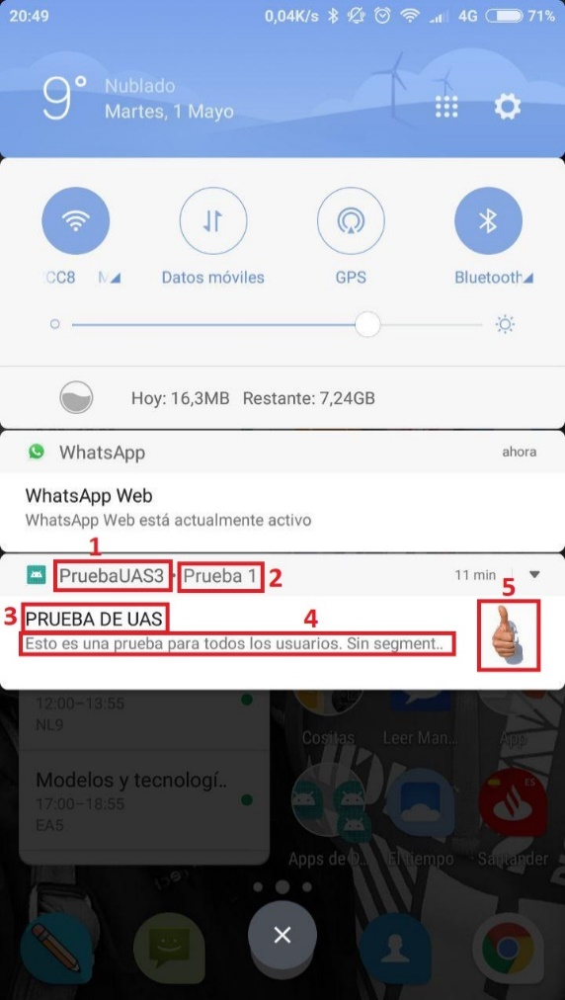 20:49 0,04K/s 4G 71%
9° Nublado
Martes, 1 Mayo
CC8 Datos móviles GPS Bluetooth
Hoy: 16,3MB Restante: 7,24GB
WhatsApp ahora
WhatsApp Web
WhatsApp Web está actualmente activo
1
PruebaUAS3 · Prueba 1 2 11 min
5
3 PRUEBA DE UAS 4
Esto es una prueba para todos los usuarios. Sin segment..
12:00–13:55
NL9
Cositas Leer Man... App
Modelos y tecnologí..
17:00–18:55
EA5
ES
Apps de D.. El tiempo Santander